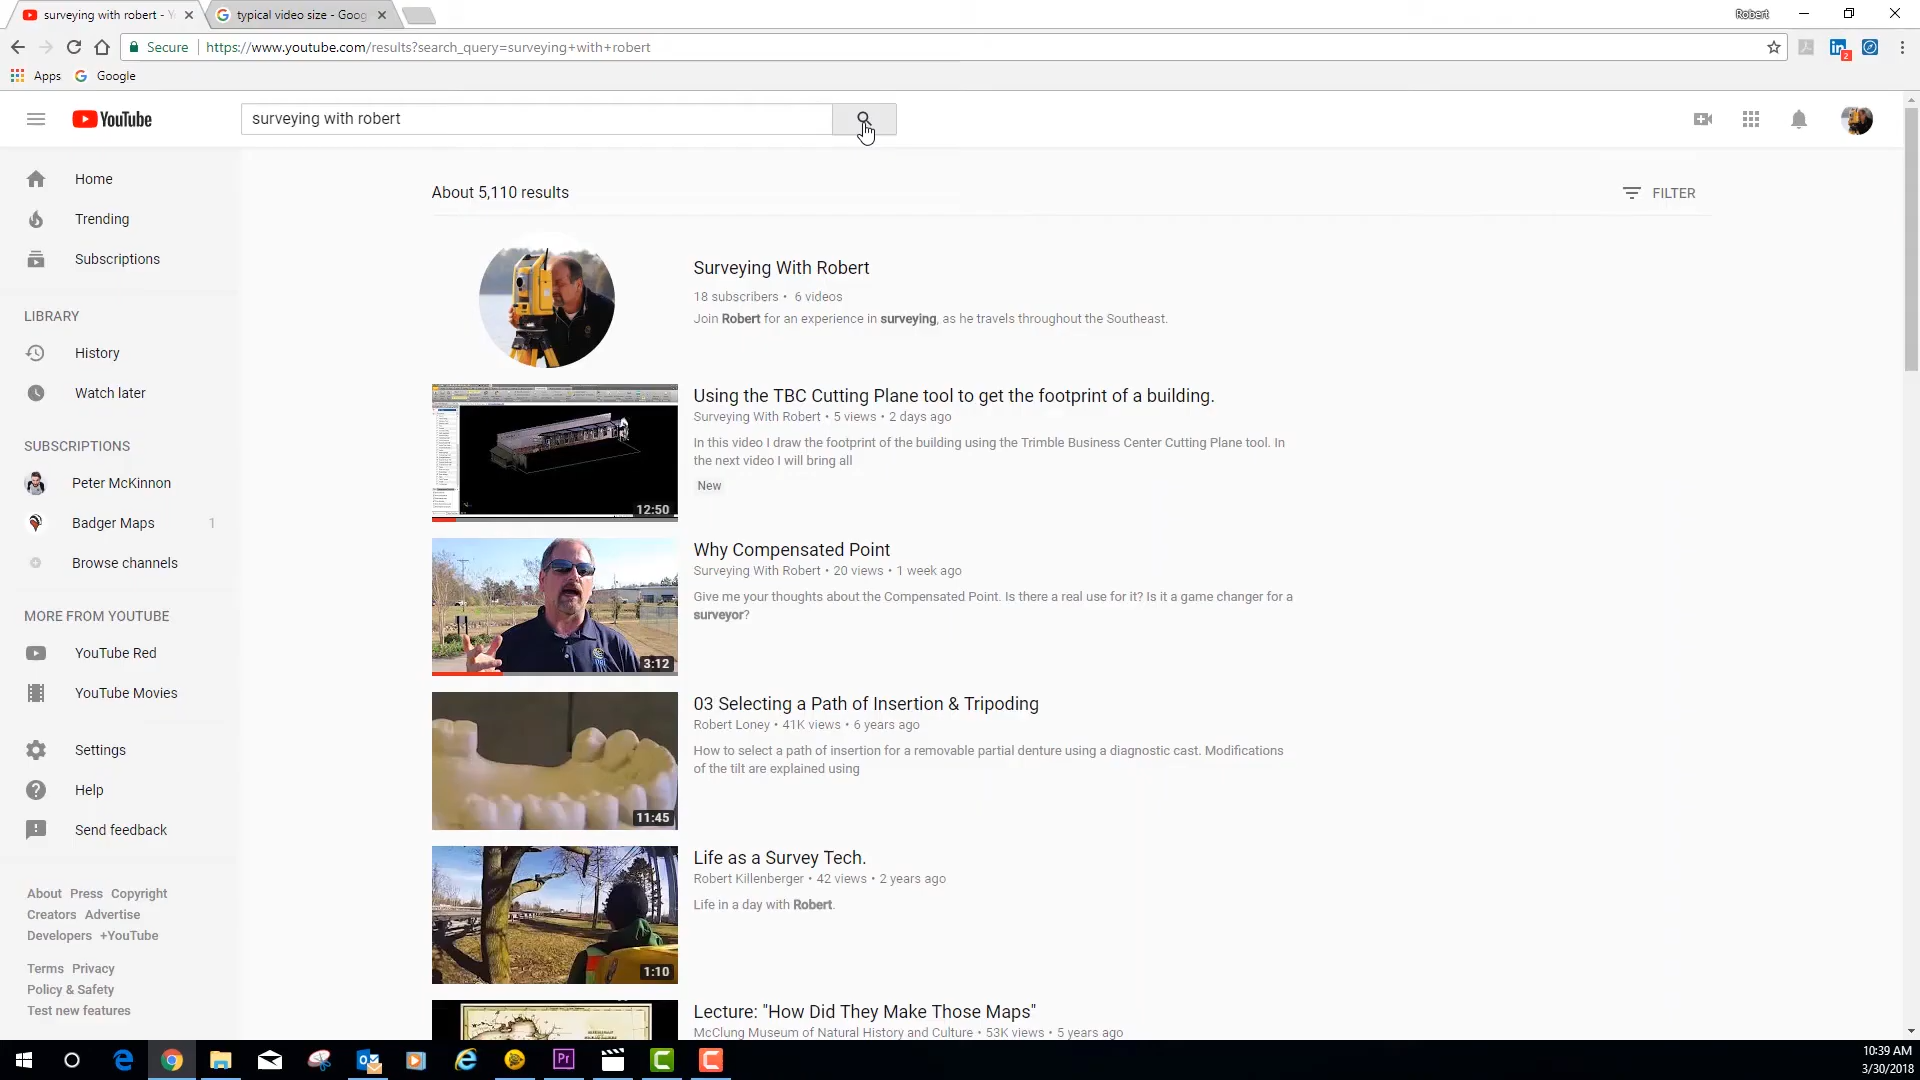 surveying with robert - Y
typical video size - Goog
Robert
Secure
https://www.youtube.com/results?search_query=surveying+with+robert
2
Apps
Google
YouTube
surveying with robert
Home
Trending
Subscriptions
LIBRARY
History
Watch later
SUBSCRIPTIONS
Peter McKinnon
Badger Maps 1
Browse channels
MORE FROM YOUTUBE
YouTube Red
YouTube Movies
Settings
Help
Send feedback
About Press Copyright
Creators Advertise
Developers +YouTube
Terms Privacy
Policy & Safety
Test new features
About 5,110 results
FILTER
Surveying With Robert
18 subscribers • 6 videos
Join Robert for an experience in surveying, as he travels throughout the Southeast.
12:50
Using the TBC Cutting Plane tool to get the footprint of a building.
Surveying With Robert • 5 views • 2 days ago
In this video I draw the footprint of the building using the Trimble Business Center Cutting Plane tool. In
the next video I will bring all
New
3:12
Why Compensated Point
Surveying With Robert • 20 views • 1 week ago
Give me your thoughts about the Compensated Point. Is there a real use for it? Is it a game changer for a
surveyor?
11:45
03 Selecting a Path of Insertion & Tripoding
Robert Loney • 41K views • 6 years ago
How to select a path of insertion for a removable partial denture using a diagnostic cast. Modifications
of the tilt are explained using
1:10
Life as a Survey Tech.
Robert Killenberger • 42 views • 2 years ago
Life in a day with Robert.
Lecture: "How Did They Make Those Maps"
McClung Museum of Natural History and Culture • 53K views • 5 years ago
Pr
10:39 AM
3/30/2018